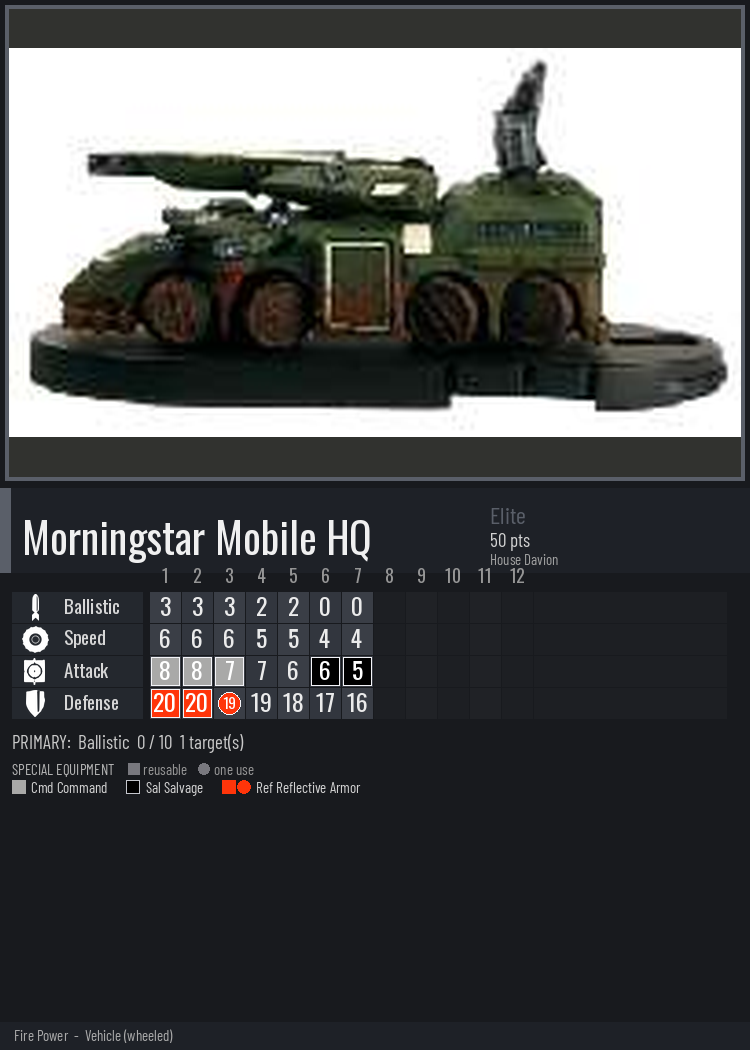 Morningstar Mobile HQ
Elite
50 pts
House Davion
1 2 3 4 5 6 7 8 9 10 11 12
Ballistic 3 3 3 2 2 0 0
Speed 6 6 6 5 5 4 4
Attack 8 8 7 7 6 6 5
Defense 20 20 19 19 18 17 16
PRIMARY: Ballistic 0 / 10 1 target(s)
SPECIAL EQUIPMENT reusable one use
Cmd Command Sal Salvage Ref Reflective Armor
Fire Power - Vehicle (wheeled)